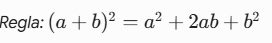 Regla: (a + b)² = a² + 2ab + b²